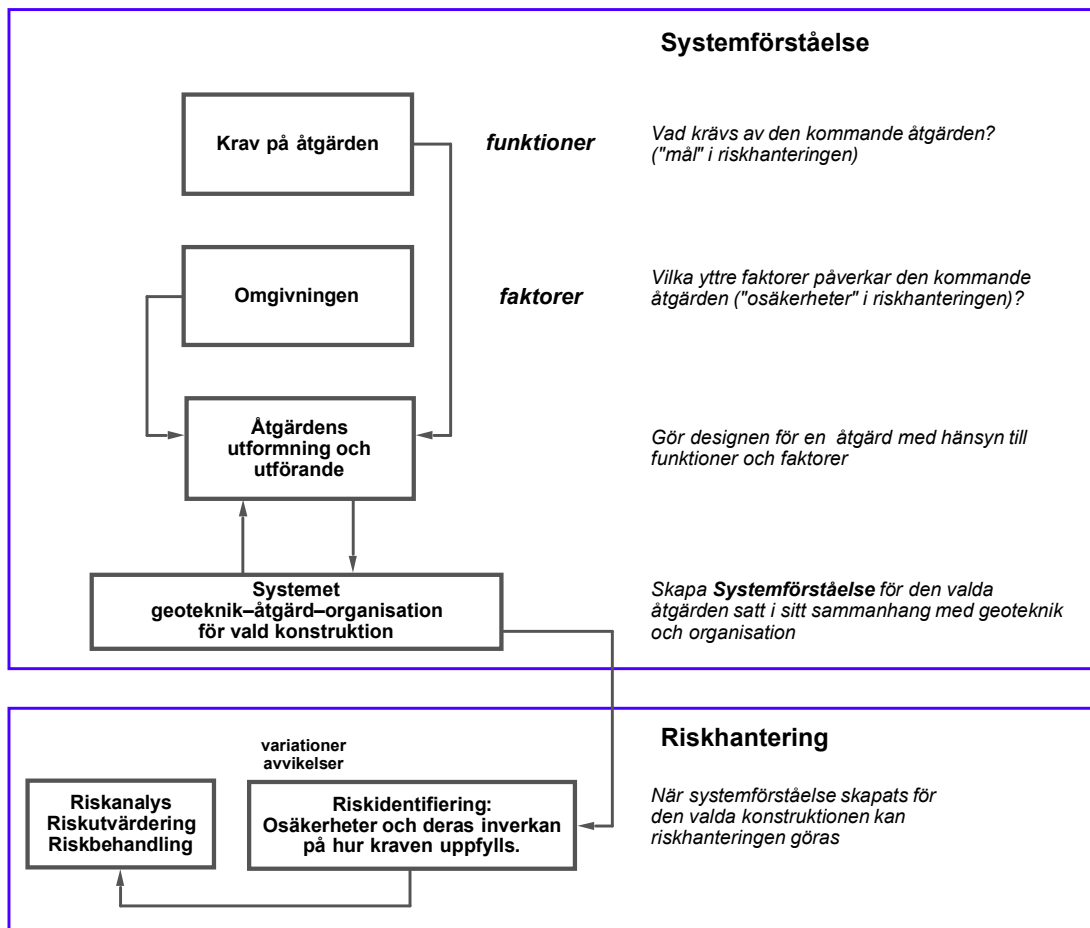 Systemförståelse
Krav på åtgärden
funktioner
Vad krävs av den kommande åtgärden?
("mål" i riskhanteringen)
Omgivningen
faktorer
Vilka yttre faktorer påverkar den kommande
åtgärden ("osäkerheter" i riskhanteringen)?
Åtgärdens
utformning och
utförande
Gör designen för en åtgärd med hänsyn till
funktioner och faktorer
Systemet
geoteknik–åtgärd–organisation
för vald konstruktion
Skapa Systemförståelse för den valda
åtgärden satt i sitt sammanhang med geoteknik
och organisation
Riskhantering
variationer
avvikelser
Riskanalys
Riskutvärdering
Riskbehandling
Riskidentifiering:
Osäkerheter och deras inverkan
på hur kraven uppfylls.
När systemförståelse skapats för
den valda konstruktionen kan
riskhanteringen göras